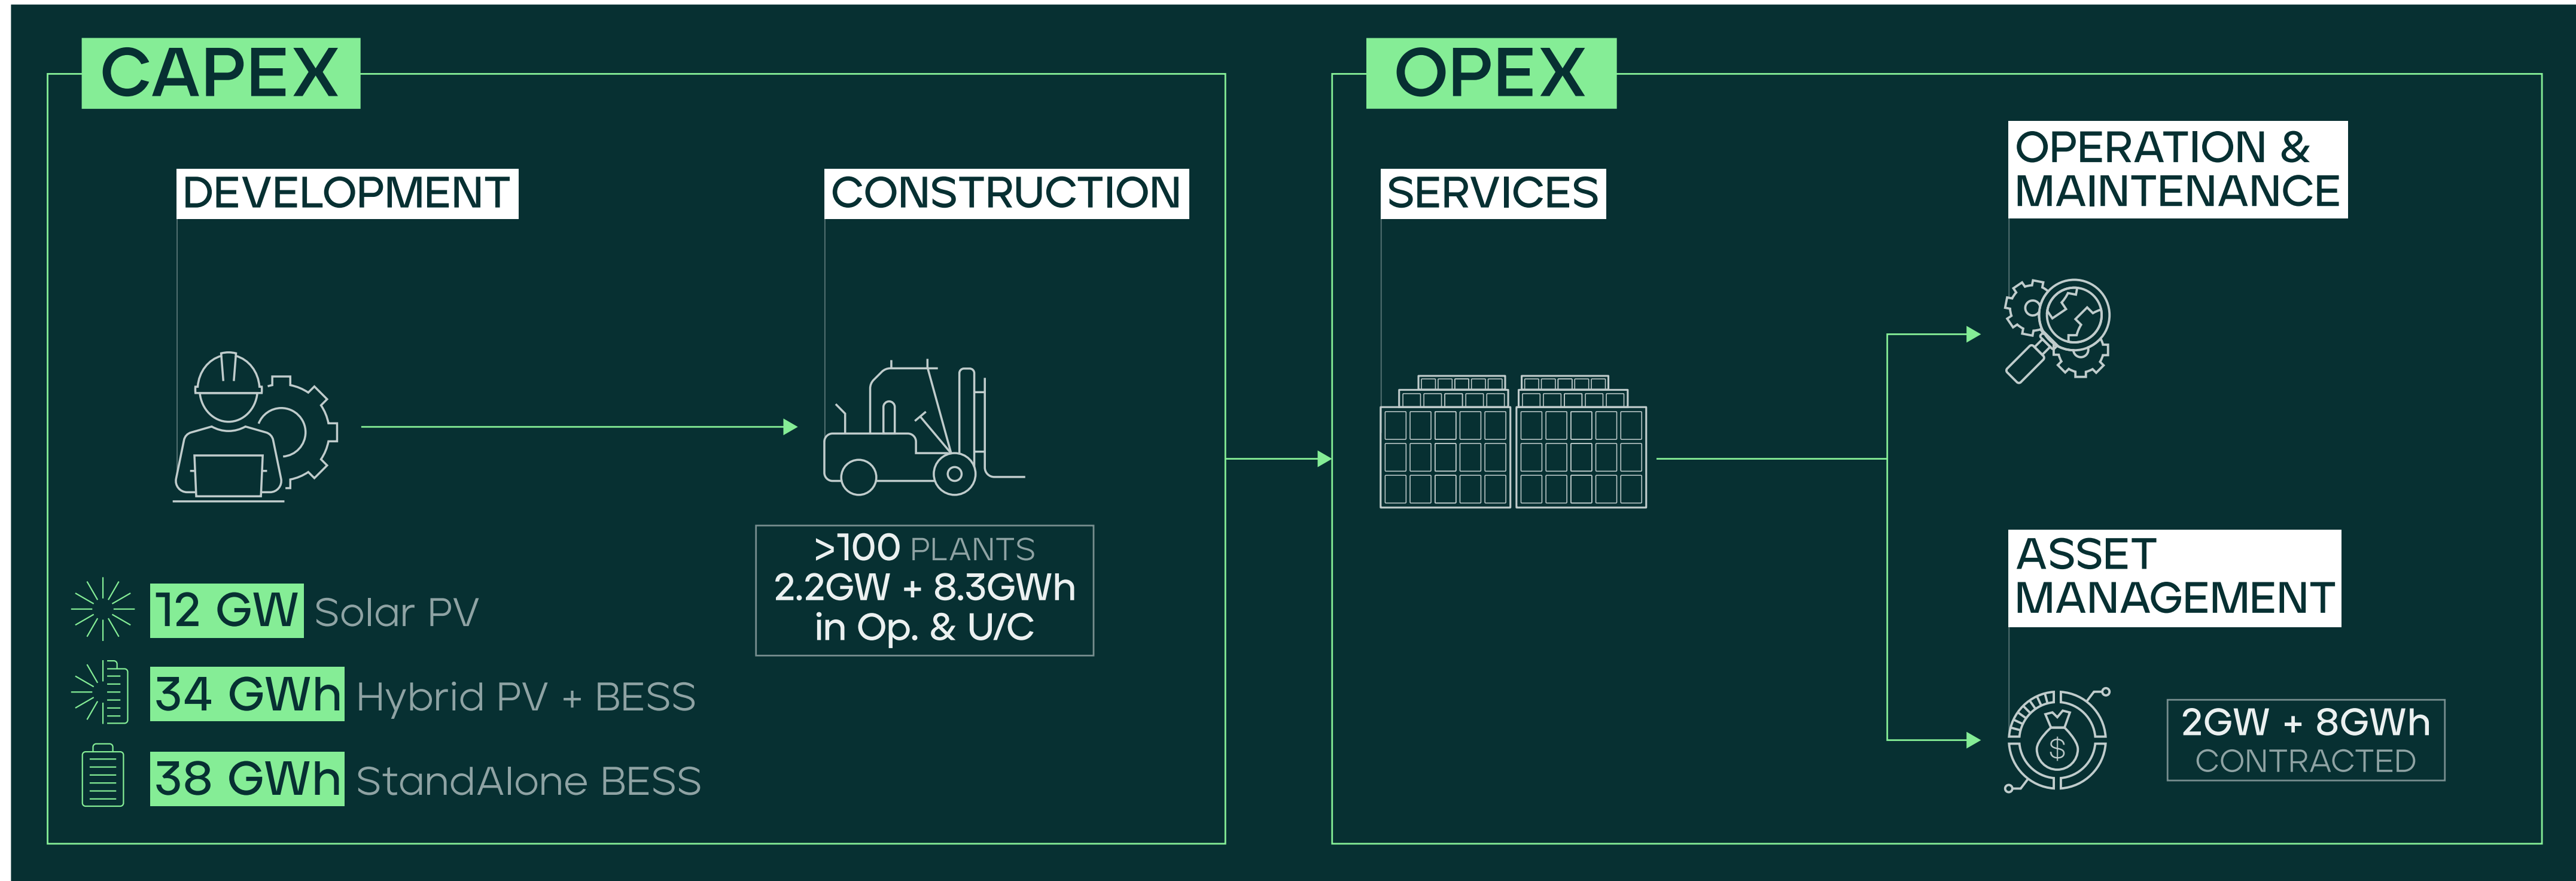 CAPEX
DEVELOPMENT
CONSTRUCTION
>100 PLANTS
2.2GW + 8.3GWh
in Op. & U/C
12 GW Solar PV
34 GWh Hybrid PV + BESS
38 GWh StandAlone BESS
OPEX
SERVICES
OPERATION &
MAINTENANCE
ASSET
MANAGEMENT
$
2GW + 8GWh
CONTRACTED